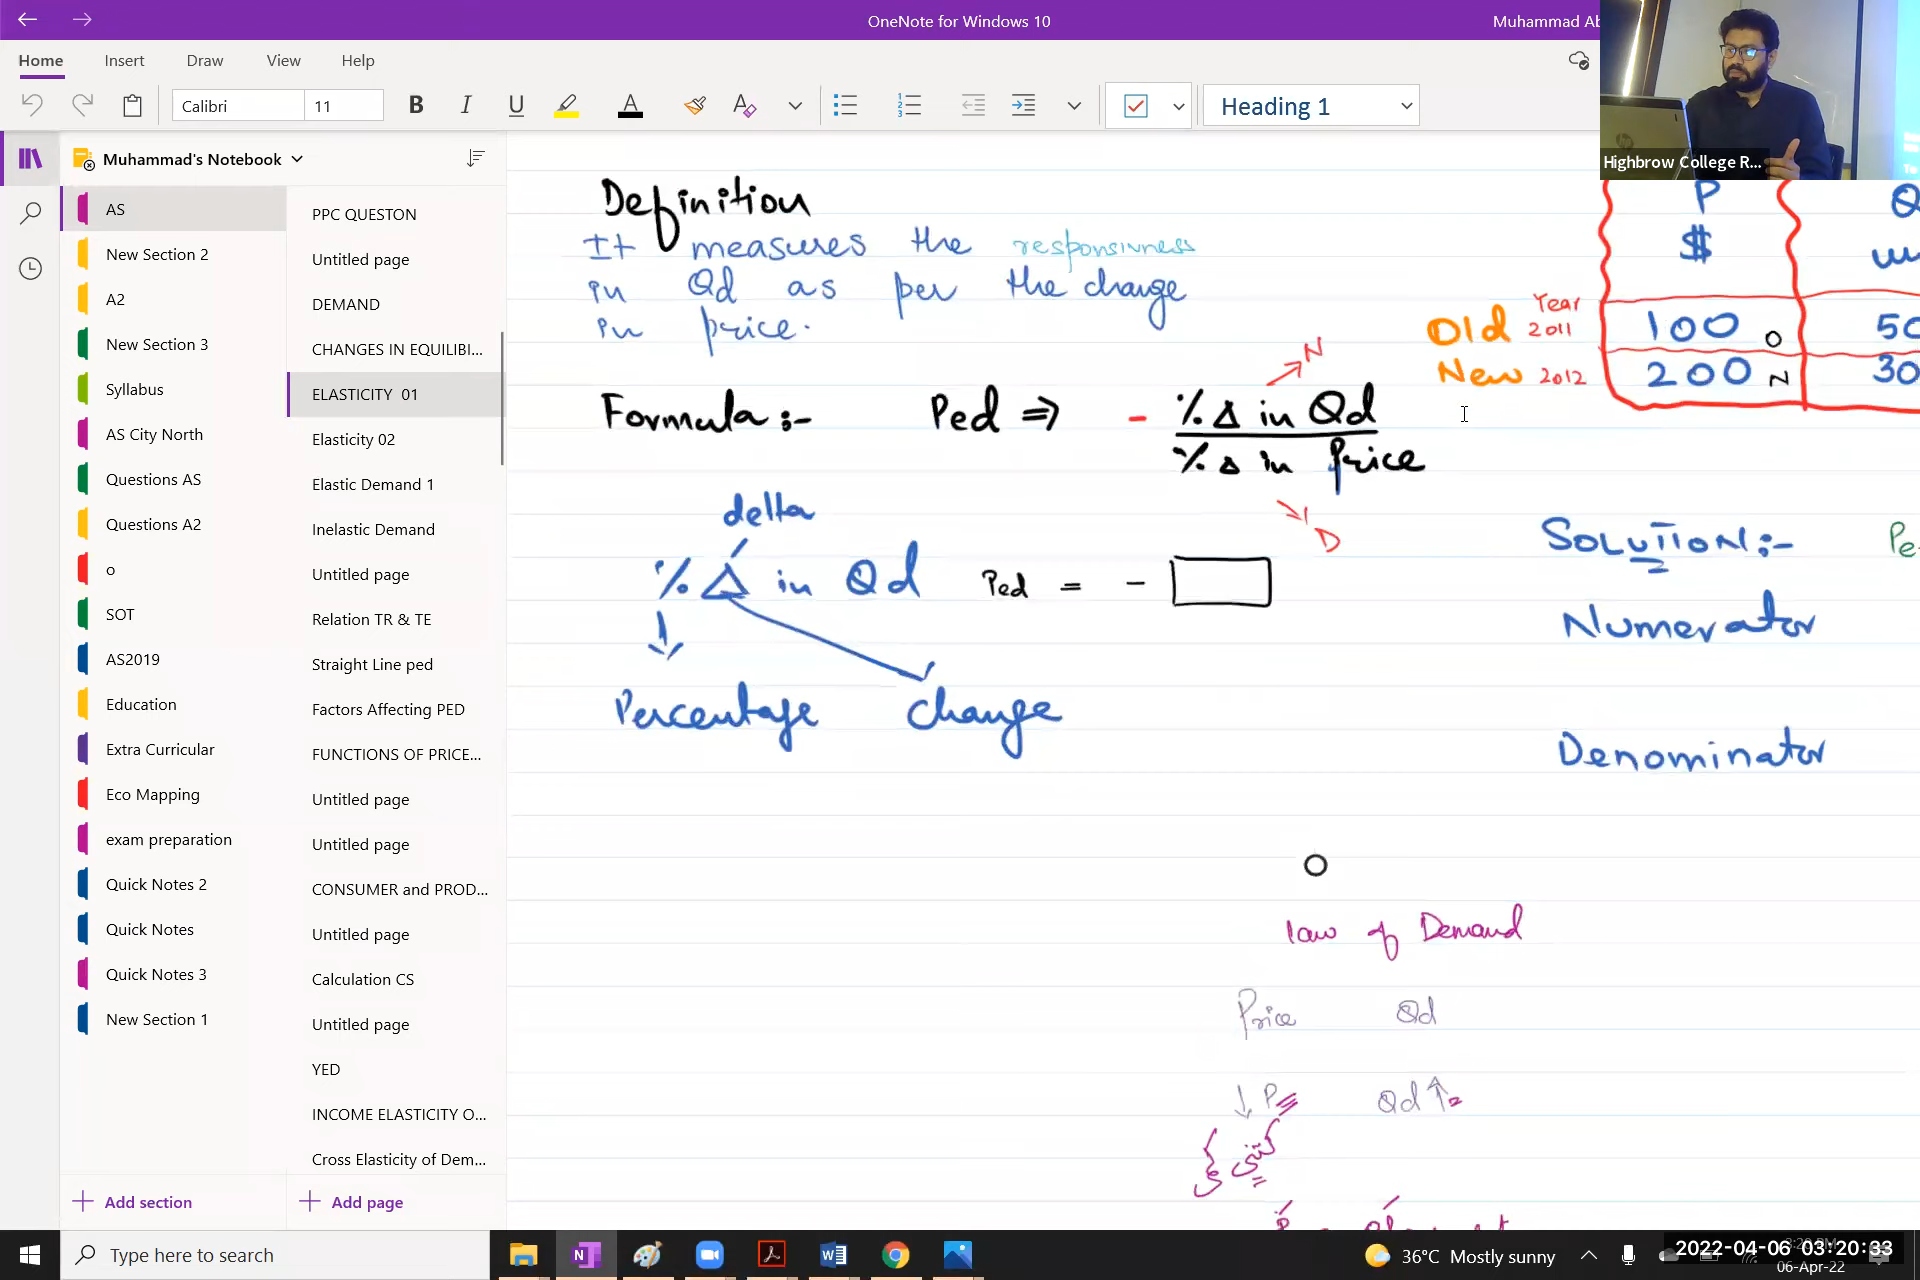 OneNote for Windows 10
Muhammad Ab
Home Insert Draw View Help
Calibri 11 B I U A Heading 1
Highbrow College R...
Muhammad's Notebook
AS
New Section 2
A2
New Section 3
Syllabus
AS City North
Questions AS
Questions A2
o
SOT
AS2019
Education
Extra Curricular
Eco Mapping
exam preparation
Quick Notes 2
Quick Notes
Quick Notes 3
New Section 1
Add section
PPC QUESTON
Untitled page
DEMAND
CHANGES IN EQUILIBI...
ELASTICITY 01
Elasticity 02
Elastic Demand 1
Inelastic Demand
Untitled page
Relation TR & TE
Straight Line ped
Factors Affecting PED
FUNCTIONS OF PRICE...
Untitled page
Untitled page
CONSUMER and PROD...
Untitled page
Calculation CS
Untitled page
YED
INCOME ELASTICITY O...
Cross Elasticity of Dem...
Add page
Definition
It measures the responsivness
in Qd as per the change
in price.
Formula :- Ped ⇒ - % Δ in Qd
% Δ in Price
N
D
delta
% Δ in Qd Ped = -
Percentage change
P Q
$
Old Year 2011 100 O 50
New 2012 200 N 30
SOLUTION :- Pe
Numerator
Denominator
O
law of Demand
Price Qd
↓ P Qd ↑
Type here to search
36°C Mostly sunny
2022-04-06 03:20:33
06-Apr-22